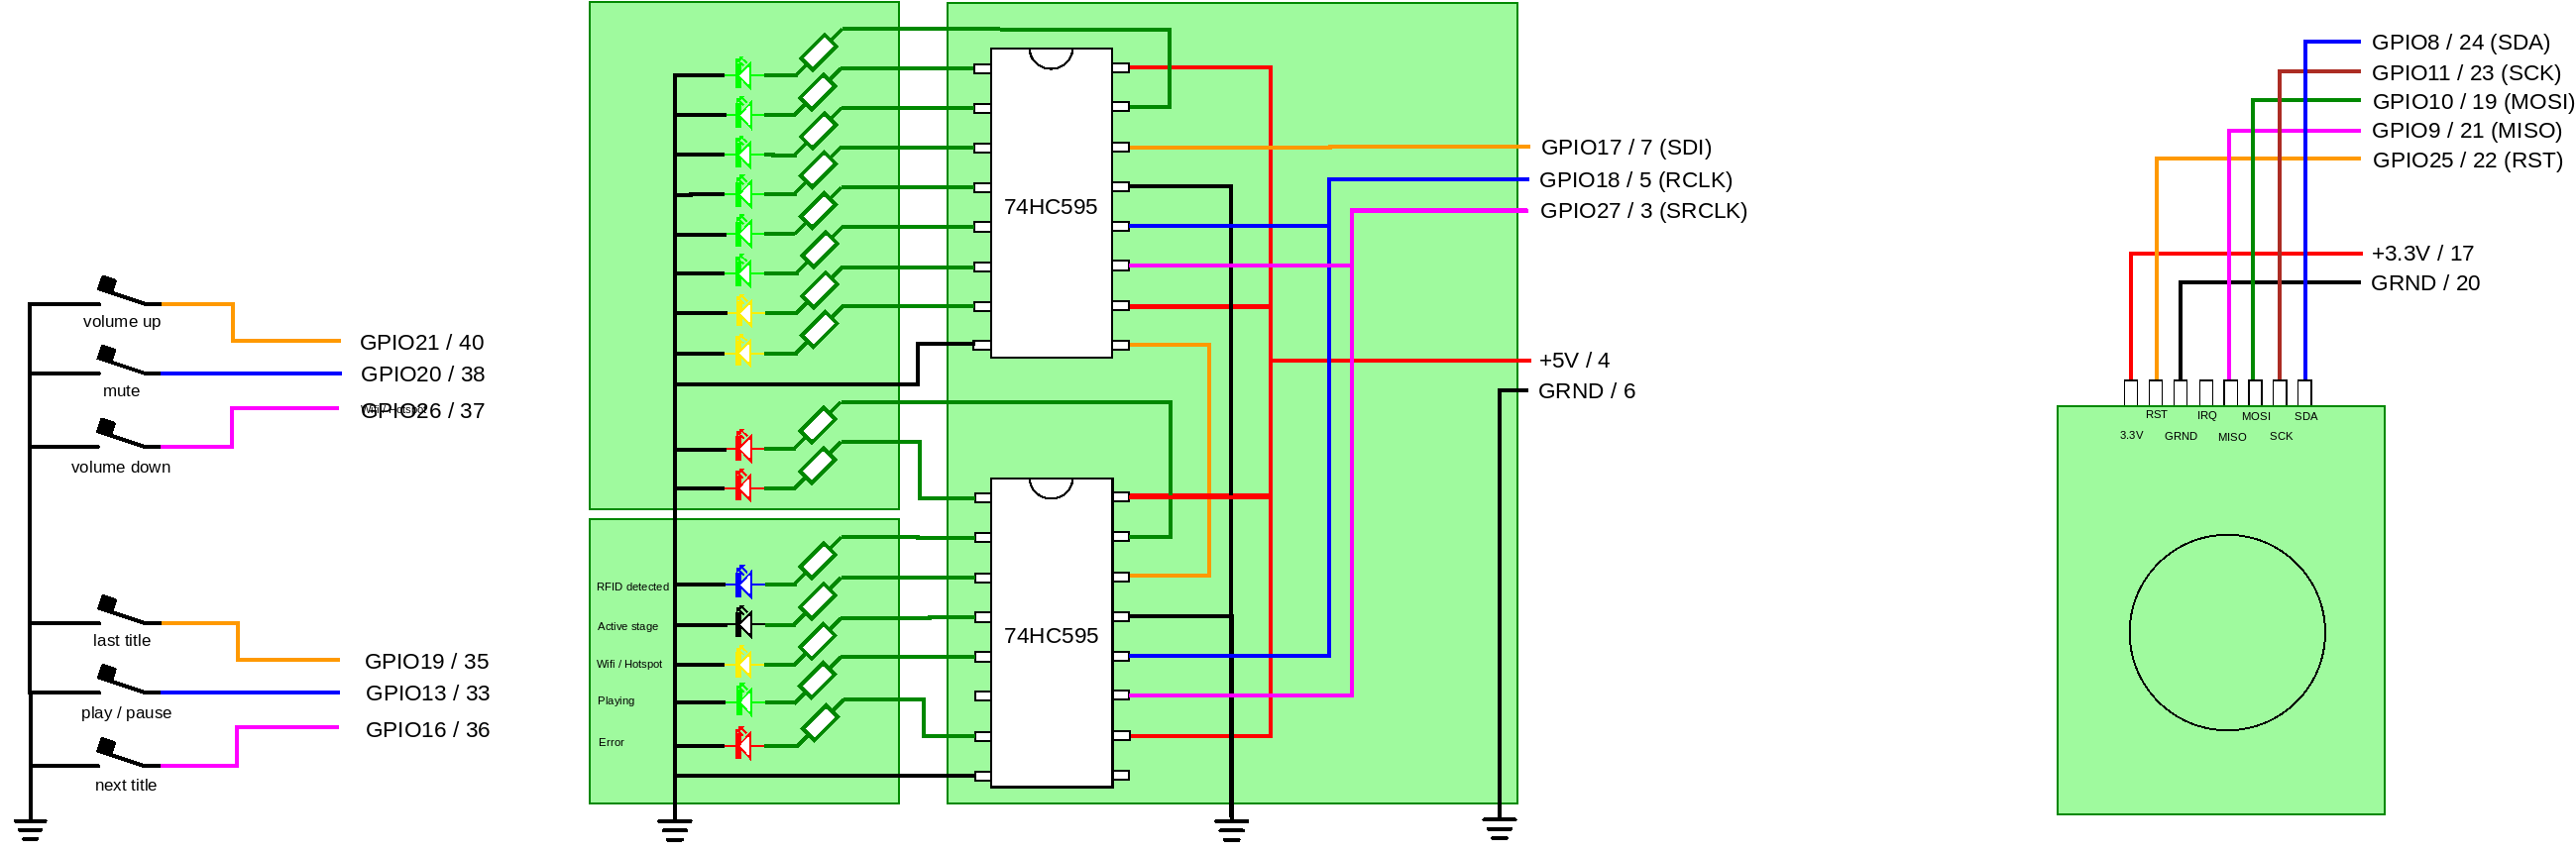 volume up
GPIO21 / 40
mute
GPIO20 / 38
Wifi / Hotspot
GPIO26 / 37
volume down
last title
GPIO19 / 35
play / pause
GPIO13 / 33
next title
GPIO16 / 36
RFID detected
Active stage
Wifi / Hotspot
Playing
Error
74HC595
74HC595
GPIO17 / 7 (SDI)
GPIO18 / 5 (RCLK)
GPIO27 / 3 (SRCLK)
+5V / 4
GRND / 6
GPIO8 / 24 (SDA)
GPIO11 / 23 (SCK)
GPIO10 / 19 (MOSI)
GPIO9 / 21 (MISO)
GPIO25 / 22 (RST)
+3.3V / 17
GRND / 20
RST IRQ MOSI SDA
3.3V GRND MISO SCK